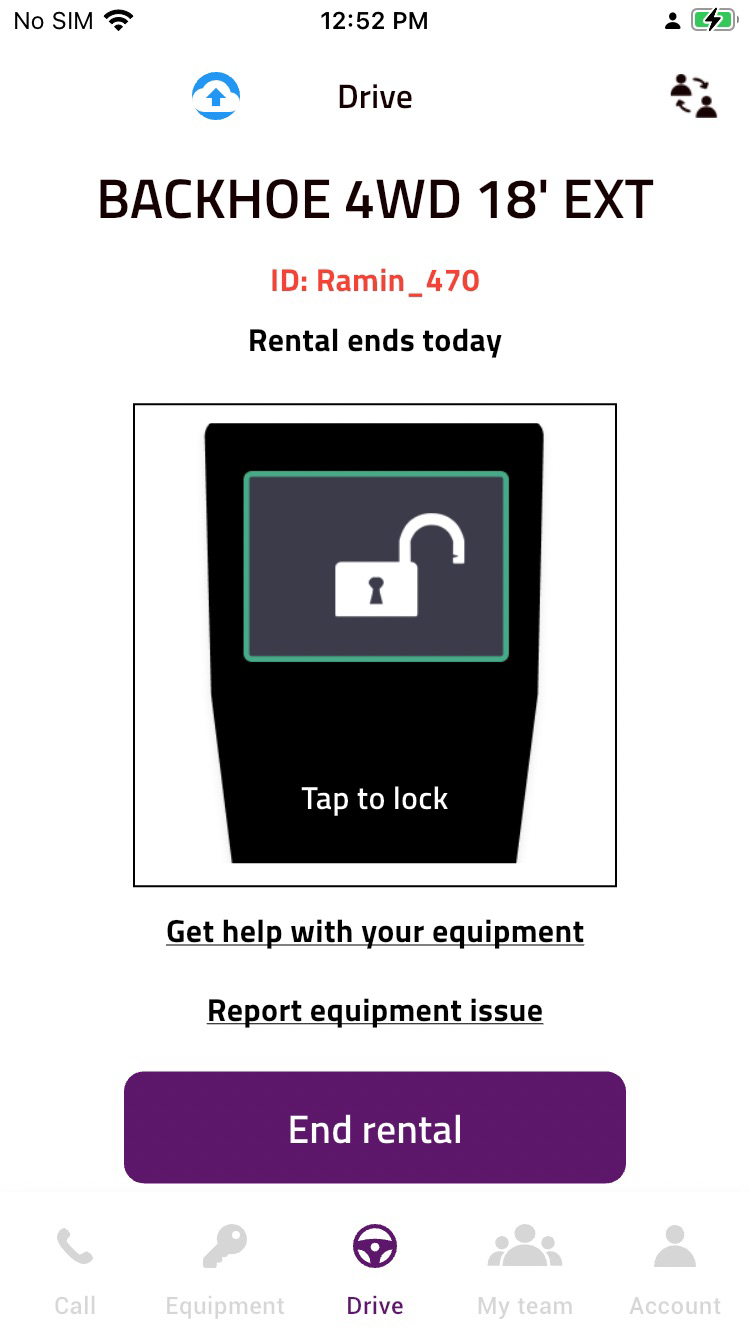 No SIM 12:52 PM
Drive
BACKHOE 4WD 18' EXT
ID: Ramin_470
Rental ends today
Tap to lock
Get help with your equipment
Report equipment issue
End rental
Call Equipment Drive My team Account